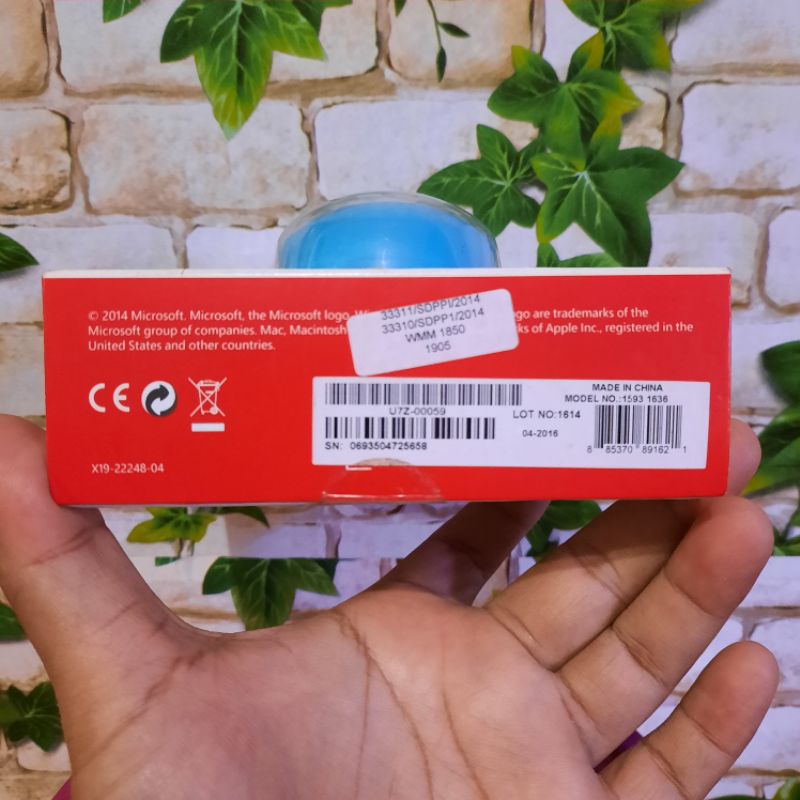 © 2014 Microsoft. Microsoft, the Microsoft logo,
go are trademarks of the
Microsoft group of companies. Mac, Macintosh
ks of Apple Inc., registered in the
United States and other countries.
33311/SDPPI/2014
33310/SDPP1/2014
WMM 1850
1905
CE
X19-22248-04
U7Z-00059
SN: 0693504725658
LOT NO:1614
04-2016
MADE IN CHINA
MODEL NO.:1593 1636
8 85370 89162 1